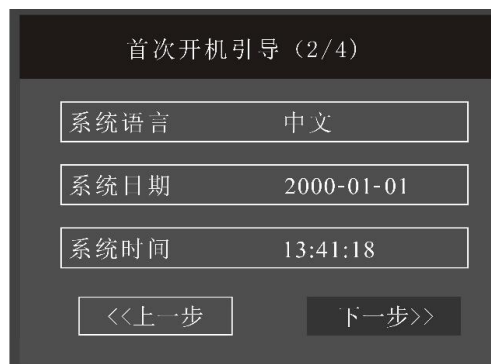 首次开机引导（2/4）
系统语言 中文
系统日期 2000-01-01
系统时间 13:41:18
<<上一步 下一步>>